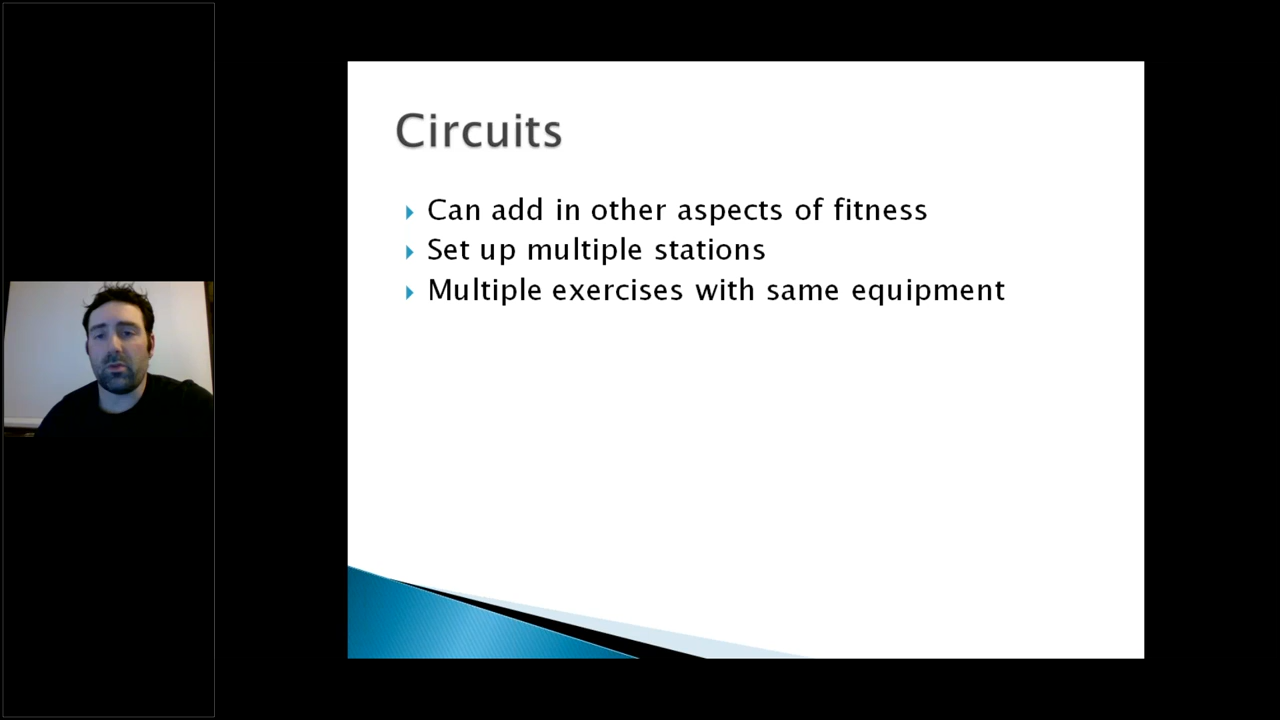 Circuits
Can add in other aspects of fitness
Set up multiple stations
Multiple exercises with same equipment